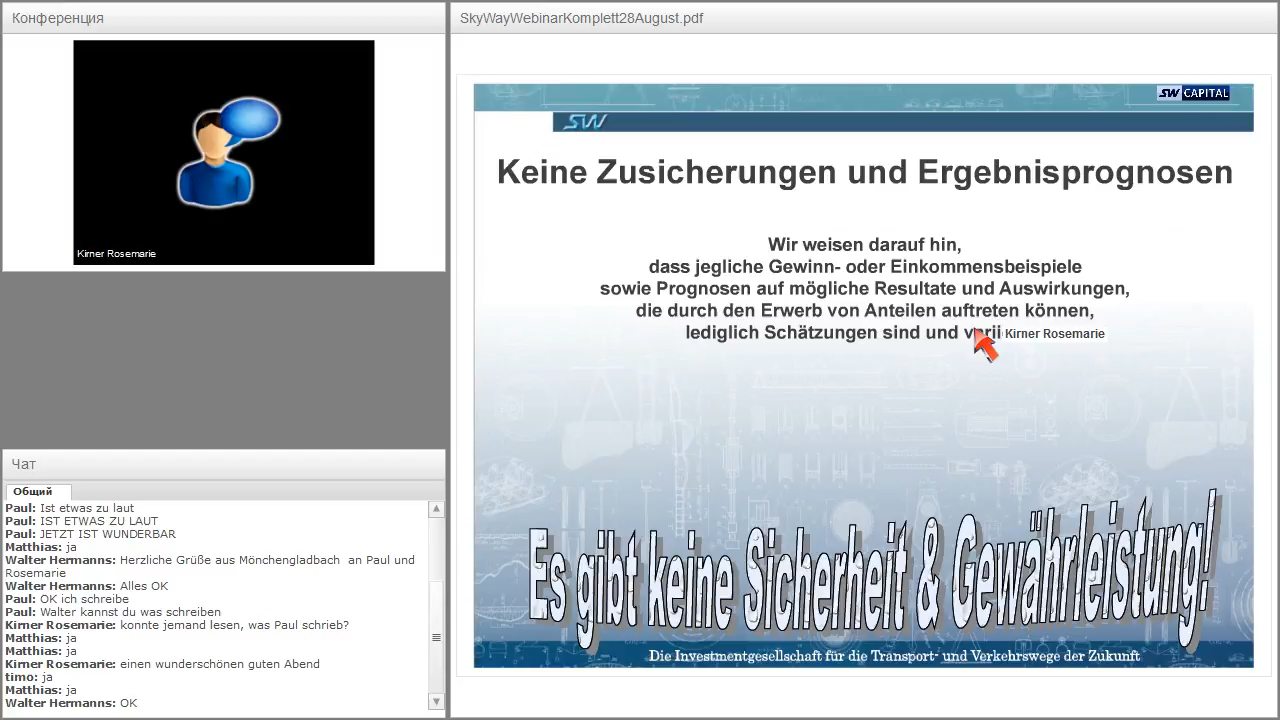 Конференция
Kirner Rosemarie
Чат
Общий
Paul: Ist etwas zu laut
Paul: IST ETWAS ZU LAUT
Paul: JETZT IST WUNDERBAR
Matthias: ja
Walter Hermanns: Herzliche Grüße aus Mönchengladbach an Paul und
Rosemarie
Walter Hermanns: Alles OK
Paul: OK ich schreibe
Paul: Walter kannst du was schreiben
Kirner Rosemarie: konnte jemand lesen, was Paul schrieb?
Matthias: ja
Matthias: ja
Kirner Rosemarie: einen wunderschönen guten Abend
timo: ja
Matthias: ja
Walter Hermanns: OK
SkyWayWebinarKomplett28August.pdf
SW CAPITAL
SW
Keine Zusicherungen und Ergebnisprognosen
Wir weisen darauf hin,
dass jegliche Gewinn- oder Einkommensbeispiele
sowie Prognosen auf mögliche Resultate und Auswirkungen,
die durch den Erwerb von Anteilen auftreten können,
lediglich Schätzungen sind und
Kirner Rosemarie
Es gibt keine Sicherheit & Gewährleistung!
Die Investmentgesellschaft für die Transport- und Verkehrswege der Zukunft